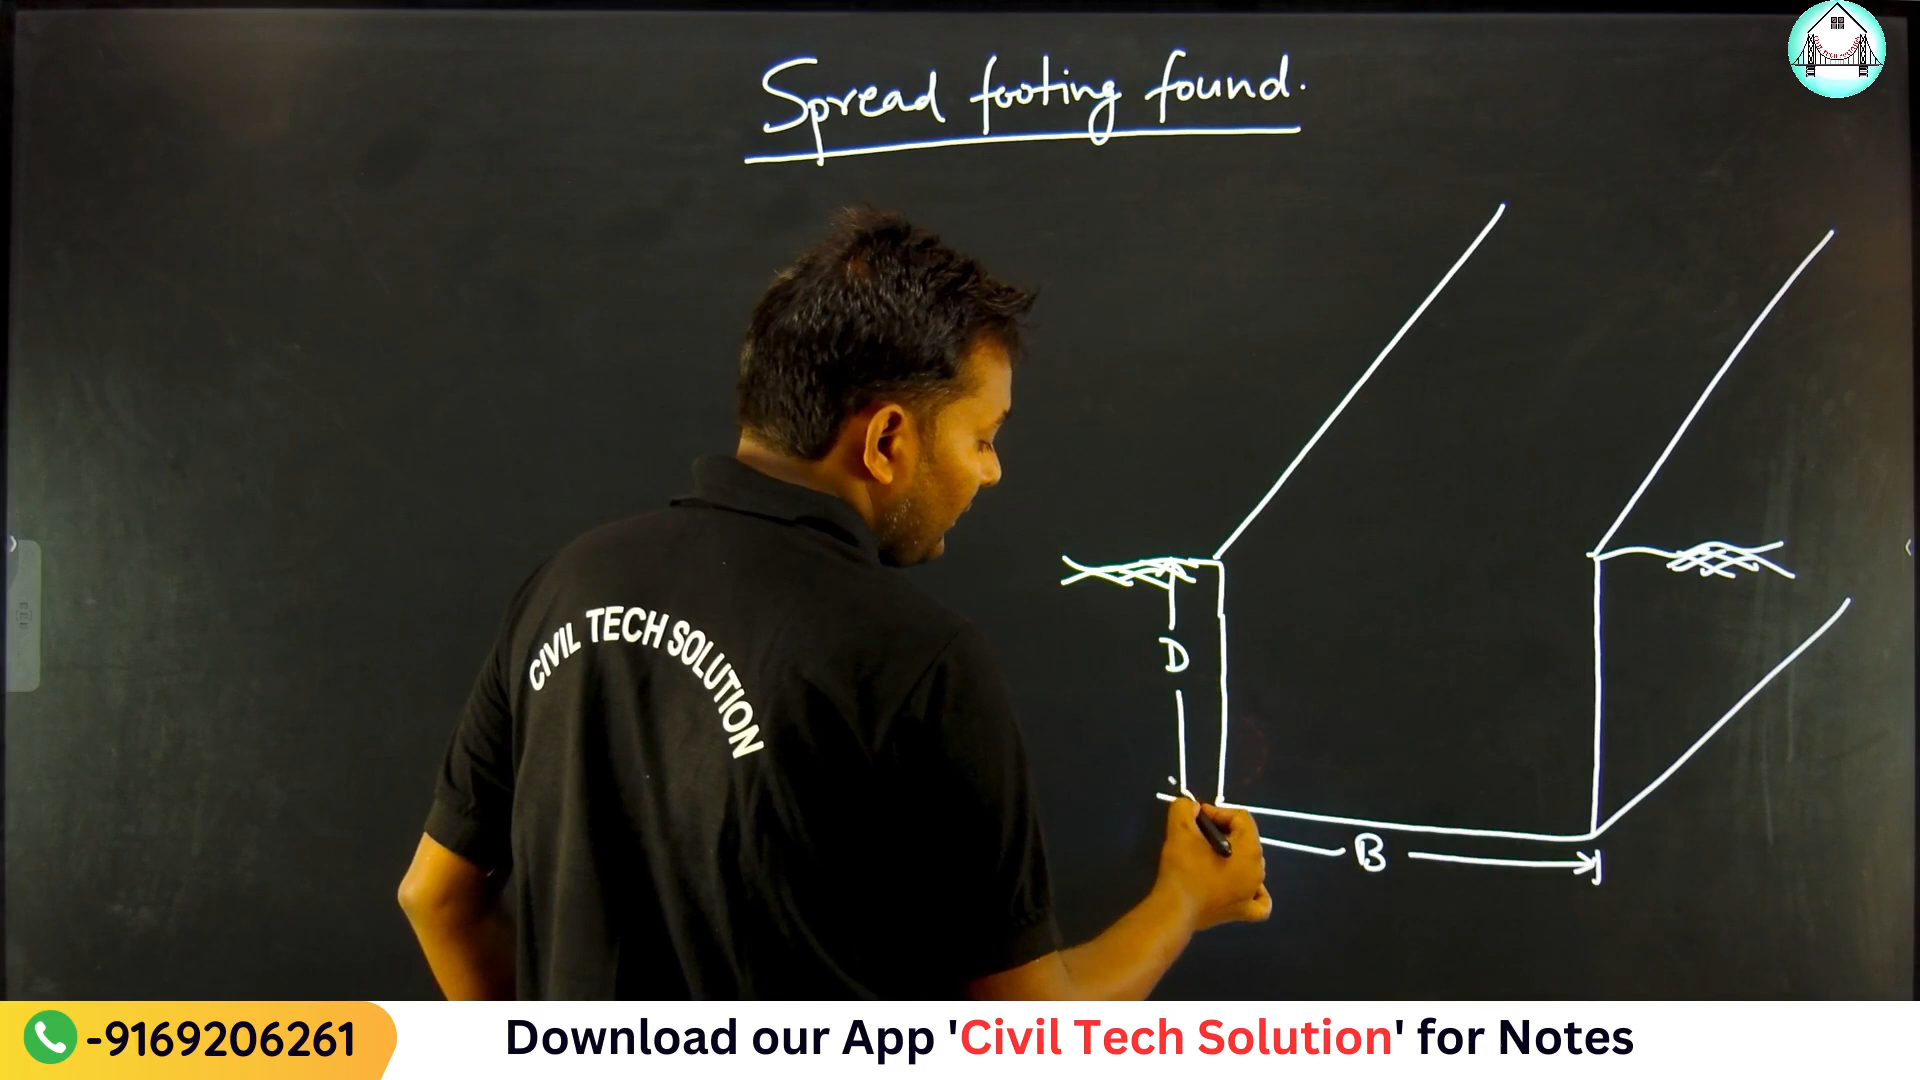 Spread footing found.
D
B
CIVIL TECH SOLUTION
-9169206261
Download our App 'Civil Tech Solution' for Notes